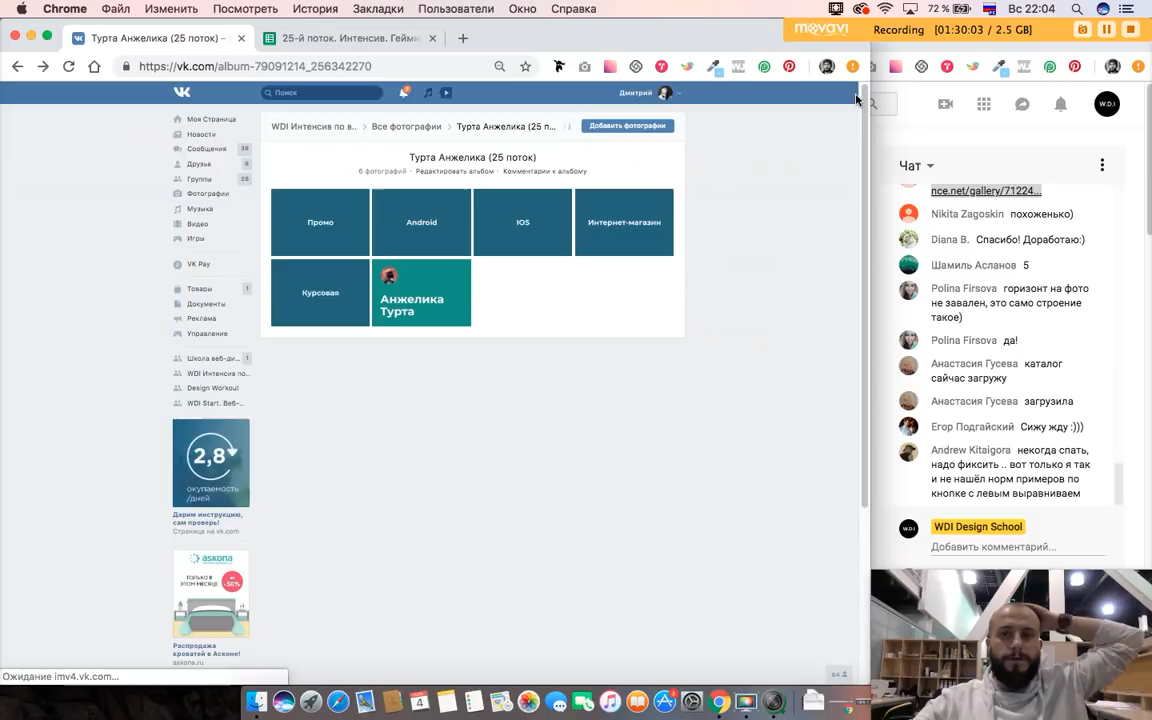 Chrome Файл Изменить Посмотреть История Закладки Пользователи Окно Справка
72 % Вс 22:04
movavi Recording [01:30:03 / 2.5 GB]
Турта Анжелика (25 поток) –
25-й поток. Интенсив. Гейми
https://vk.com/album-79091214_256342270
Поиск
Дмитрий
Моя Страница
Новости
Сообщения 36
Друзья 8
Группы 26
Фотографии
Музыка
Видео
Игры
VK Pay
Товары 1
Документы
Реклама
Управление
Школа веб-ди... 1
WDI Интенсив по...
Design Workout
WDI Start. Веб-..
2,8
окупаемость
/дней
Дарим инструкцию,
сам проверь!
Страница на vk.com
askona
ТОЛЬКО В
ЭТОМ МЕСЯЦЕ
Распродажа
кроватей в Асконе!
askona.ru
WDI Интенсив по в.. > Все фотографии > Турта Анжелика (25 п...
Добавить фотографии
Турта Анжелика (25 поток)
6 фотографий · Редактировать альбом · Комментарии к альбому
Промо
Android
IOS
Интернет-магазин
Курсовая
Анжелика
Турта
Ожидание imv4.vk.com...
W.D.I
Чат
nce.net/gallery/71224...
Nikita Zagoskin похоженько)
Diana B. Спасибо! Доработаю:)
Шамиль Асланов 5
Polina Firsova горизонт на фото
не завален, это само строение
такое)
Polina Firsova да!
Анастасия Гусева каталог
сейчас загружу
Анастасия Гусева загрузила
Егор Подгайский Сижу жду :)))
Andrew Kitaigora некогда спать,
надо фиксить .. вот только я так
и не нашёл норм примеров по
кнопке с левым выравниваем
WDI Design School
Добавить комментарий...